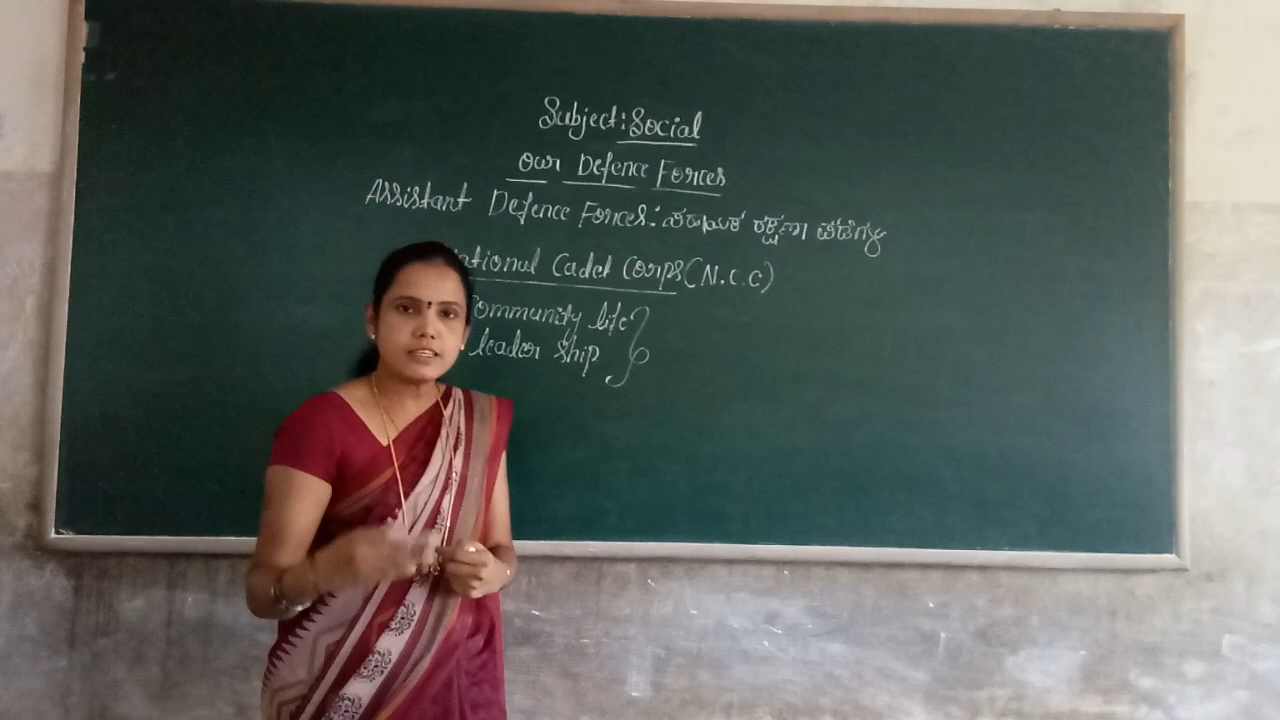 Subject: Social
Our Defence Forces
Assistant Defence Forces: ಸಹಾಯಕ ರಕ್ಷಣಾ ಪಡೆಗಳು
National Cadet Corps (N.C.C)
Community life
leader ship